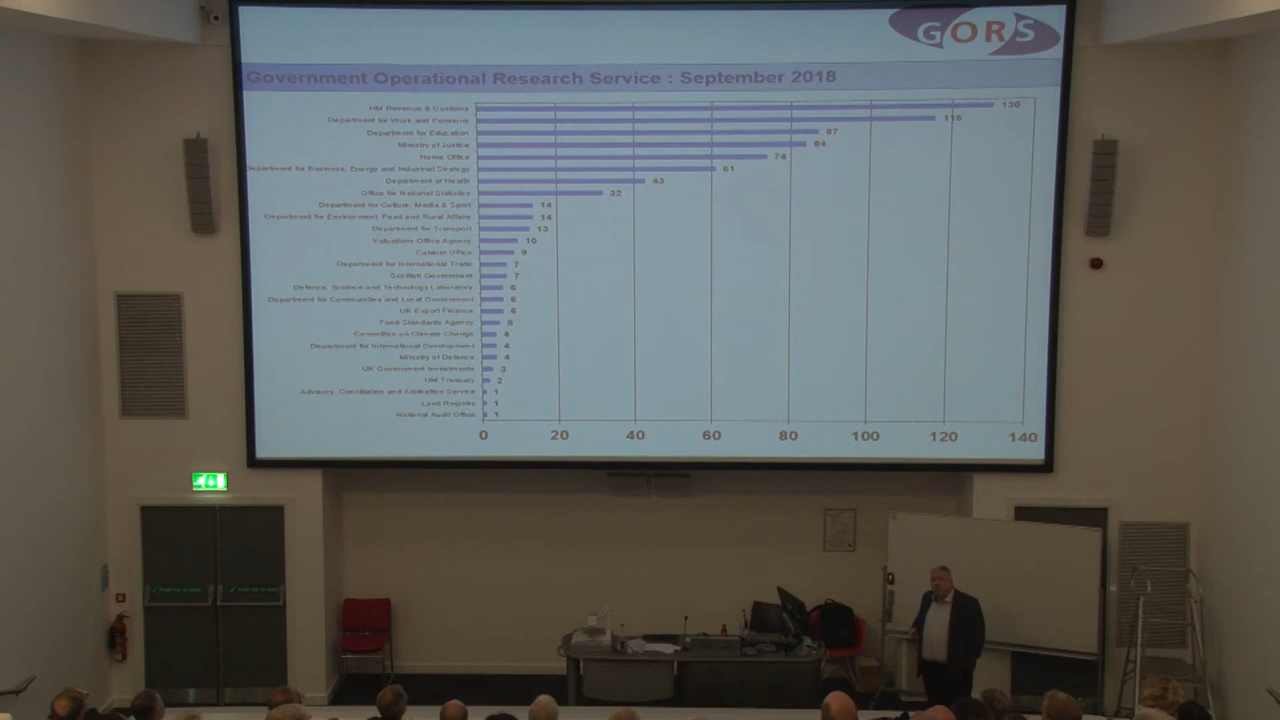 GORS
Government Operational Research Service : September 2018
HM Revenue & Customs 130
Department for Work and Pensions 116
Department for Education 87
Ministry of Justice 84
Home Office 74
Department for Business, Energy and Industrial Strategy 61
Department of Health 43
Office for National Statistics 32
Department for Culture, Media & Sport 14
Department for Environment, Food and Rural Affairs 14
Department for Transport 13
Valuations Office Agency 10
Cabinet Office 9
Department for International Trade 7
Scottish Government 7
Defence, Science and Technology Laboratory 6
Department for Communities and Local Government 6
UK Export Finance 6
Food Standards Agency 5
Committee on Climate Change 4
Department for International Development 4
Ministry of Defence 4
UK Government Investments 3
HM Treasury 2
Advisory, Conciliation and Arbitration Service 1
Land Registry 1
National Audit Office 1
0 20 40 60 80 100 120 140